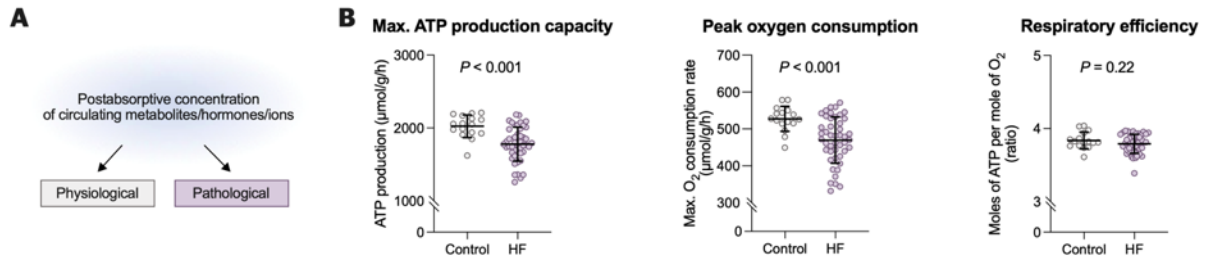 A
Postabsorptive concentration
of circulating metabolites/hormones/ions
Physiological
Pathological
B
Max. ATP production capacity
ATP production (µmol/g/h)
3000
2000
1000
0
P < 0.001
Control
HF
Peak oxygen consumption
Max. O₂ consumption rate
(µmol/g/h)
700
600
500
400
300
0
P < 0.001
Control
HF
Respiratory efficiency
Moles of ATP per mole of O₂
(ratio)
5
4
3
0
P = 0.22
Control
HF